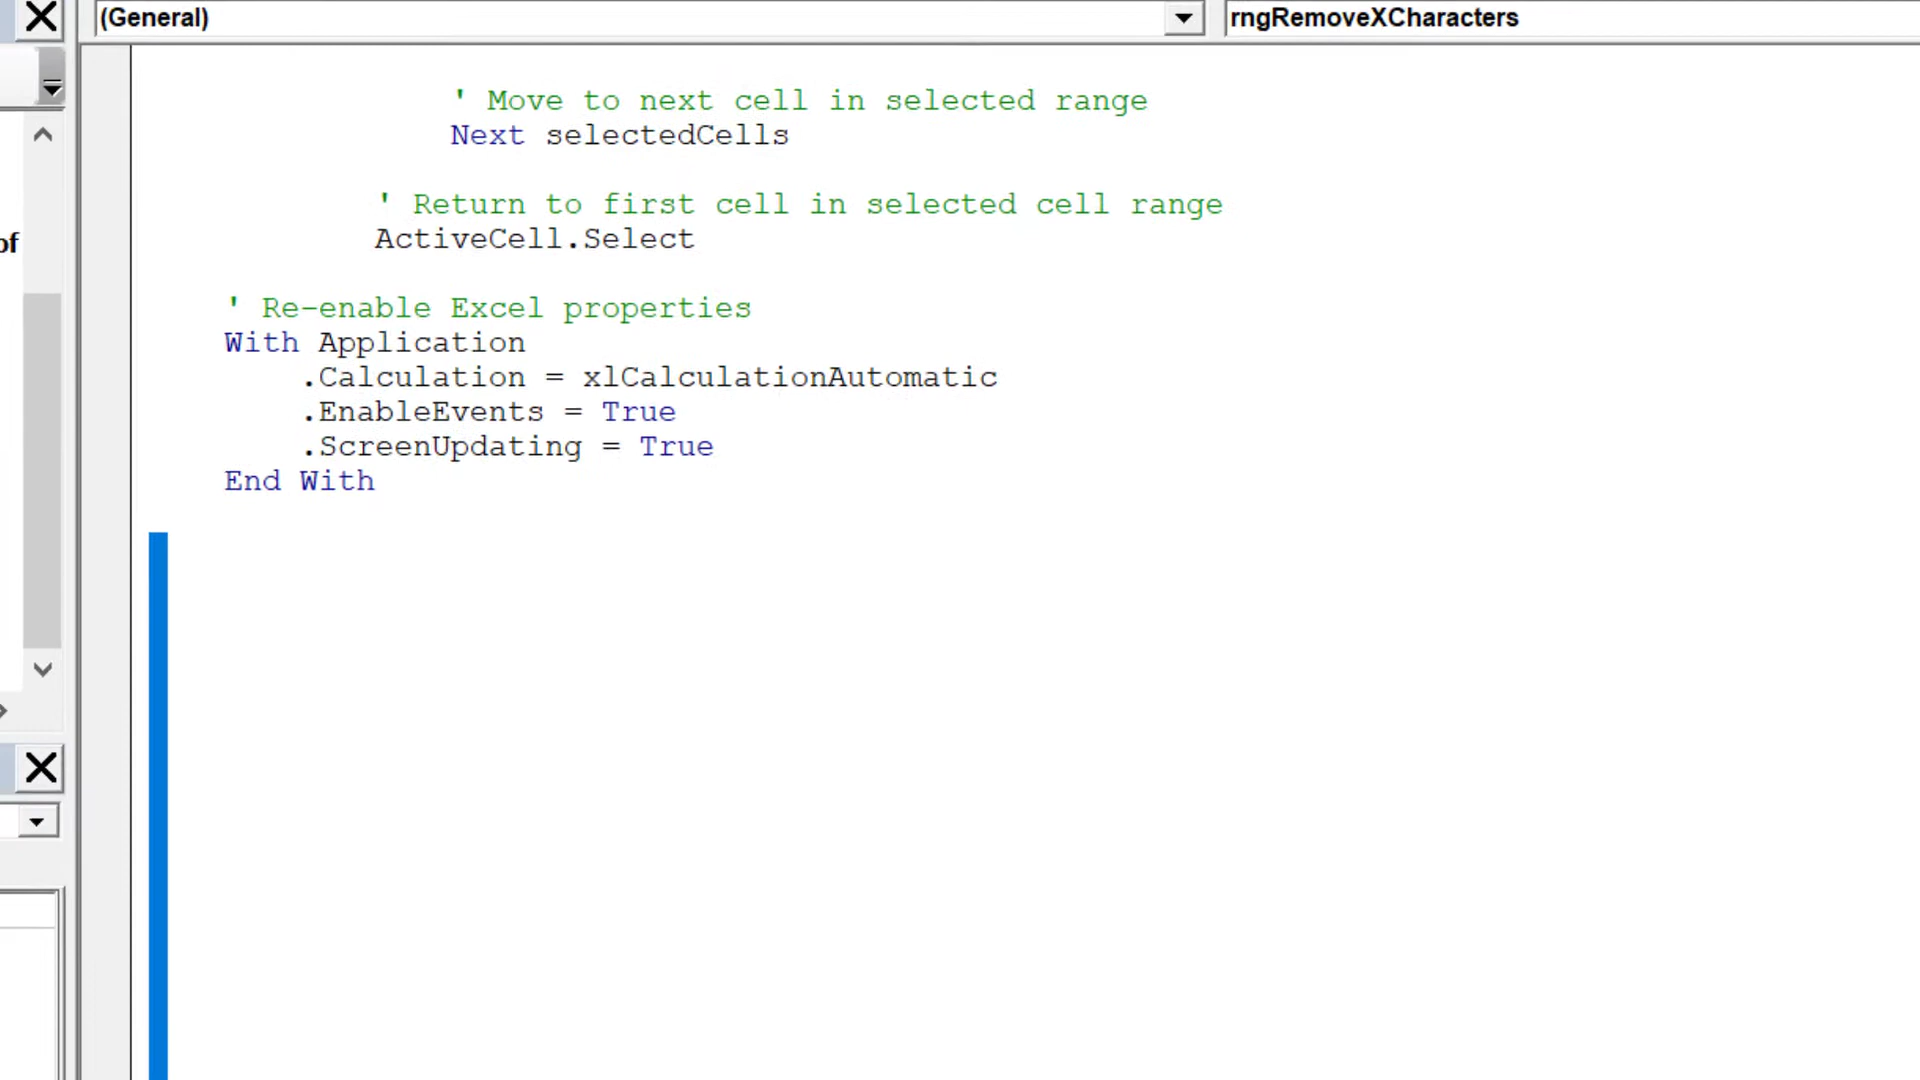 (General)
rngRemoveXCharacters
' Move to next cell in selected range
Next selectedCells
' Return to first cell in selected cell range
ActiveCell.Select
of
' Re-enable Excel properties
With Application
.Calculation = xlCalculationAutomatic
.EnableEvents = True
.ScreenUpdating = True
End With